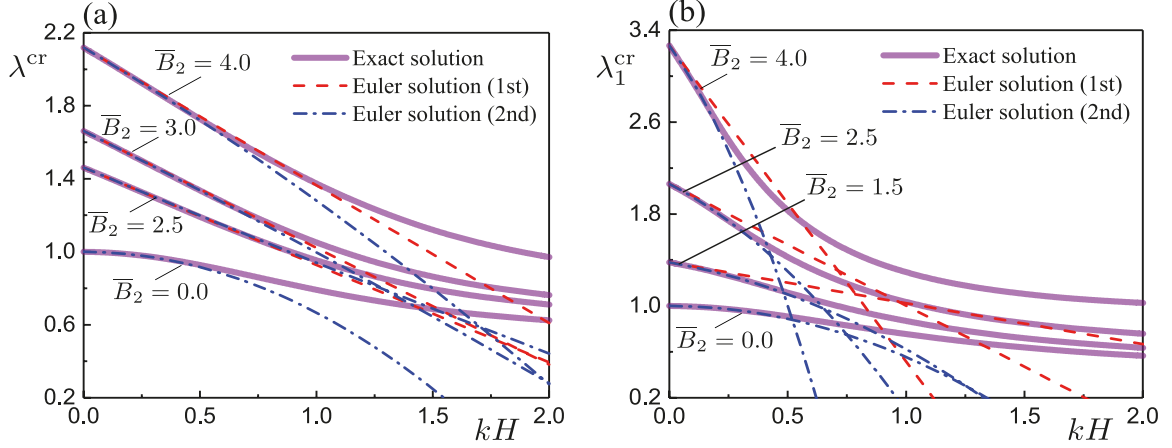 (a)
2.2
1.8
1.4
1.0
0.6
0.2
λ^cr
B̅₂ = 4.0
B̅₂ = 3.0
B̅₂ = 2.5
B̅₂ = 0.0
Exact solution
Euler solution (1st)
Euler solution (2nd)
0.0 0.5 1.0 1.5 2.0
kH
(b)
3.4
2.6
1.8
1.0
0.2
λ₁^cr
B̅₂ = 4.0
B̅₂ = 2.5
B̅₂ = 1.5
B̅₂ = 0.0
Exact solution
Euler solution (1st)
Euler solution (2nd)
0.0 0.5 1.0 1.5 2.0
kH